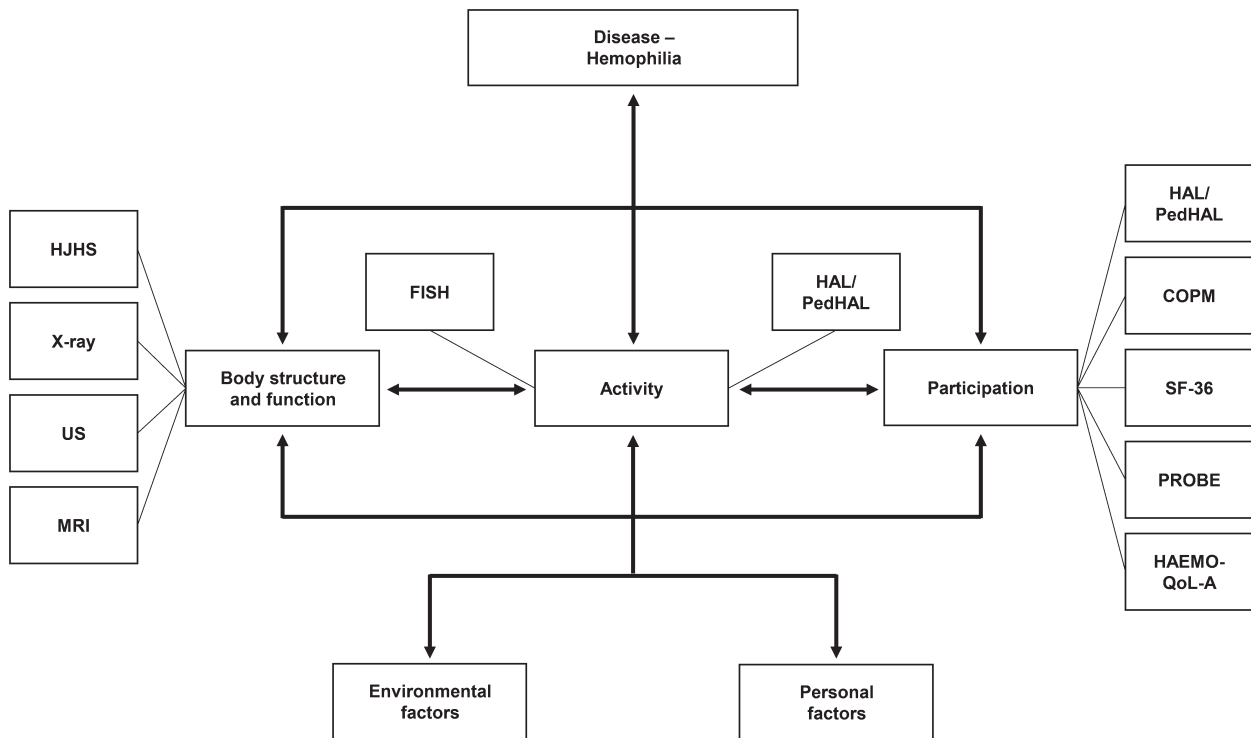 Disease –
Hemophilia
HJHS
X-ray
US
MRI
FISH
HAL/
PedHAL
Body structure
and function
Activity
Participation
HAL/
PedHAL
COPM
SF-36
PROBE
HAEMO-
QoL-A
Environmental
factors
Personal
factors